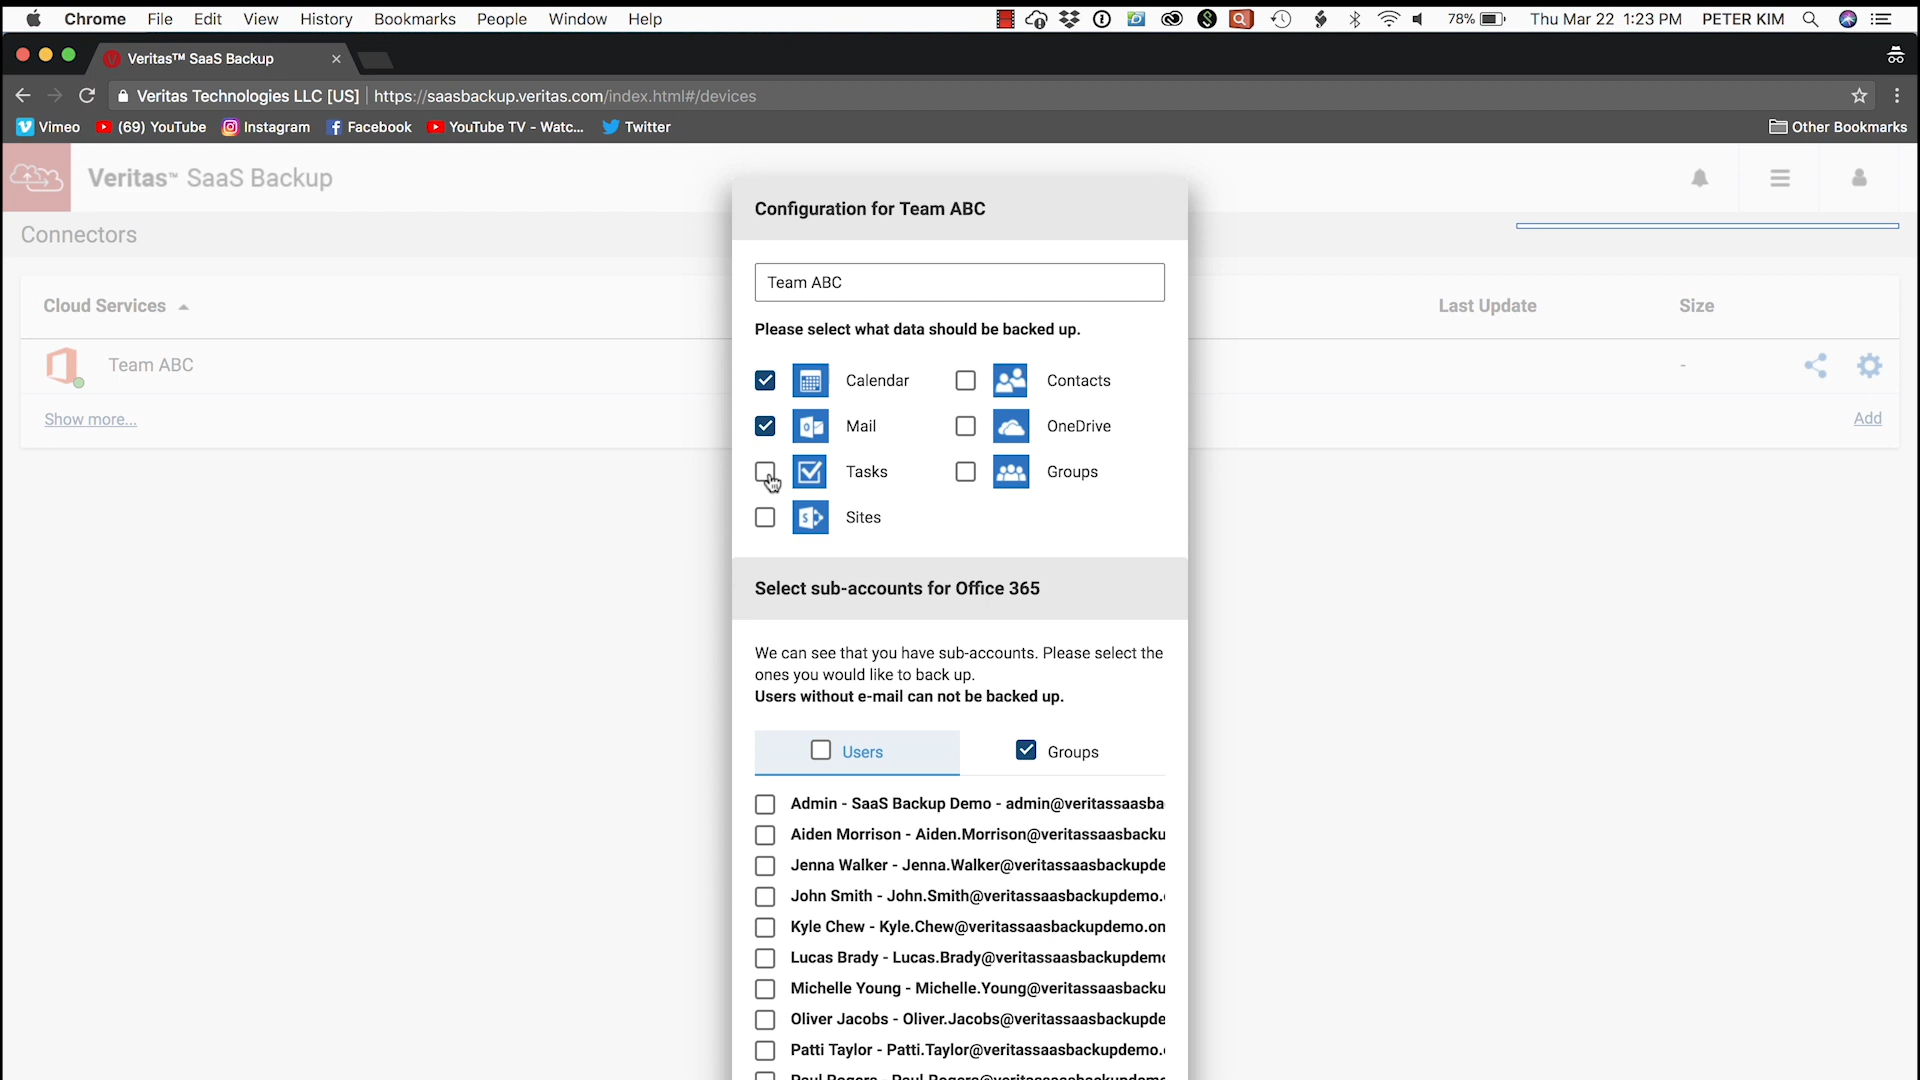 Chrome File Edit View History Bookmarks People Window Help 78% Thu Mar 22 1:23 PM PETER KIM
Veritas™ SaaS Backup
Veritas Technologies LLC [US] https://saasbackup.veritas.com/index.html#/devices
Vimeo (69) YouTube Instagram Facebook YouTube TV - Watc... Twitter Other Bookmarks
Veritas™ SaaS Backup
Connectors
Cloud Services Last Update Size
Team ABC -
Show more... Add
Configuration for Team ABC
Team ABC
Please select what data should be backed up.
Calendar Contacts
Mail OneDrive
Tasks Groups
Sites
Select sub-accounts for Office 365
We can see that you have sub-accounts. Please select the
ones you would like to back up.
Users without e-mail can not be backed up.
Users Groups
Admin - SaaS Backup Demo - admin@veritassaasba
Aiden Morrison - Aiden.Morrison@veritassaasbacku
Jenna Walker - Jenna.Walker@veritassaasbackupde
John Smith - John.Smith@veritassaasbackupdemo.
Kyle Chew - Kyle.Chew@veritassaasbackupdemo.on
Lucas Brady - Lucas.Brady@veritassaasbackupdem
Michelle Young - Michelle.Young@veritassaasbacku
Oliver Jacobs - Oliver.Jacobs@veritassaasbackupde
Patti Taylor - Patti.Taylor@veritassaasbackupdemo.